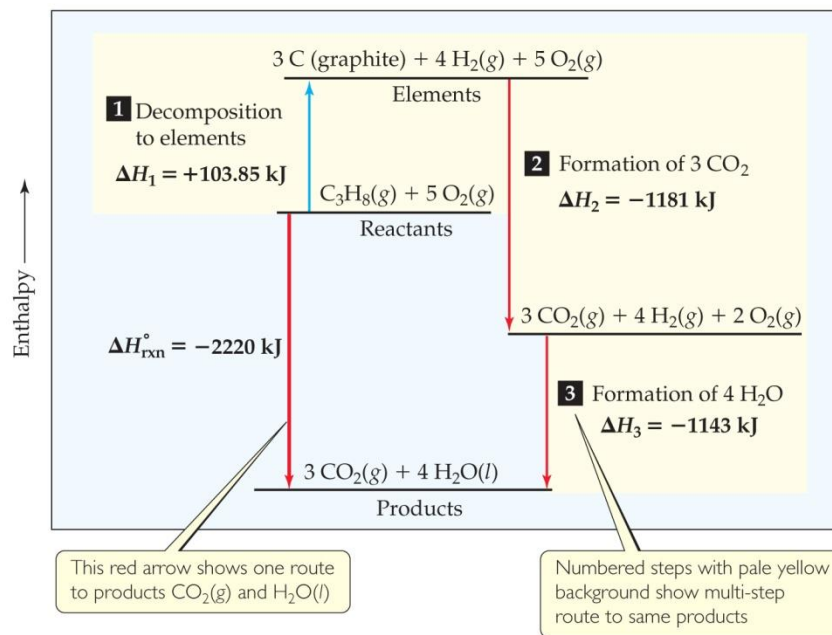 3 C (graphite) + 4 H₂(g) + 5 O₂(g)
Elements
1 Decomposition
to elements
ΔH₁ = +103.85 kJ
C₃H₈(g) + 5 O₂(g)
Reactants
2 Formation of 3 CO₂
ΔH₂ = −1181 kJ
Enthalpy
3 CO₂(g) + 4 H₂(g) + 2 O₂(g)
ΔH°rxn = −2220 kJ
3 Formation of 4 H₂O
ΔH₃ = −1143 kJ
3 CO₂(g) + 4 H₂O(l)
Products
This red arrow shows one route
to products CO₂(g) and H₂O(l)
Numbered steps with pale yellow
background show multi-step
route to same products